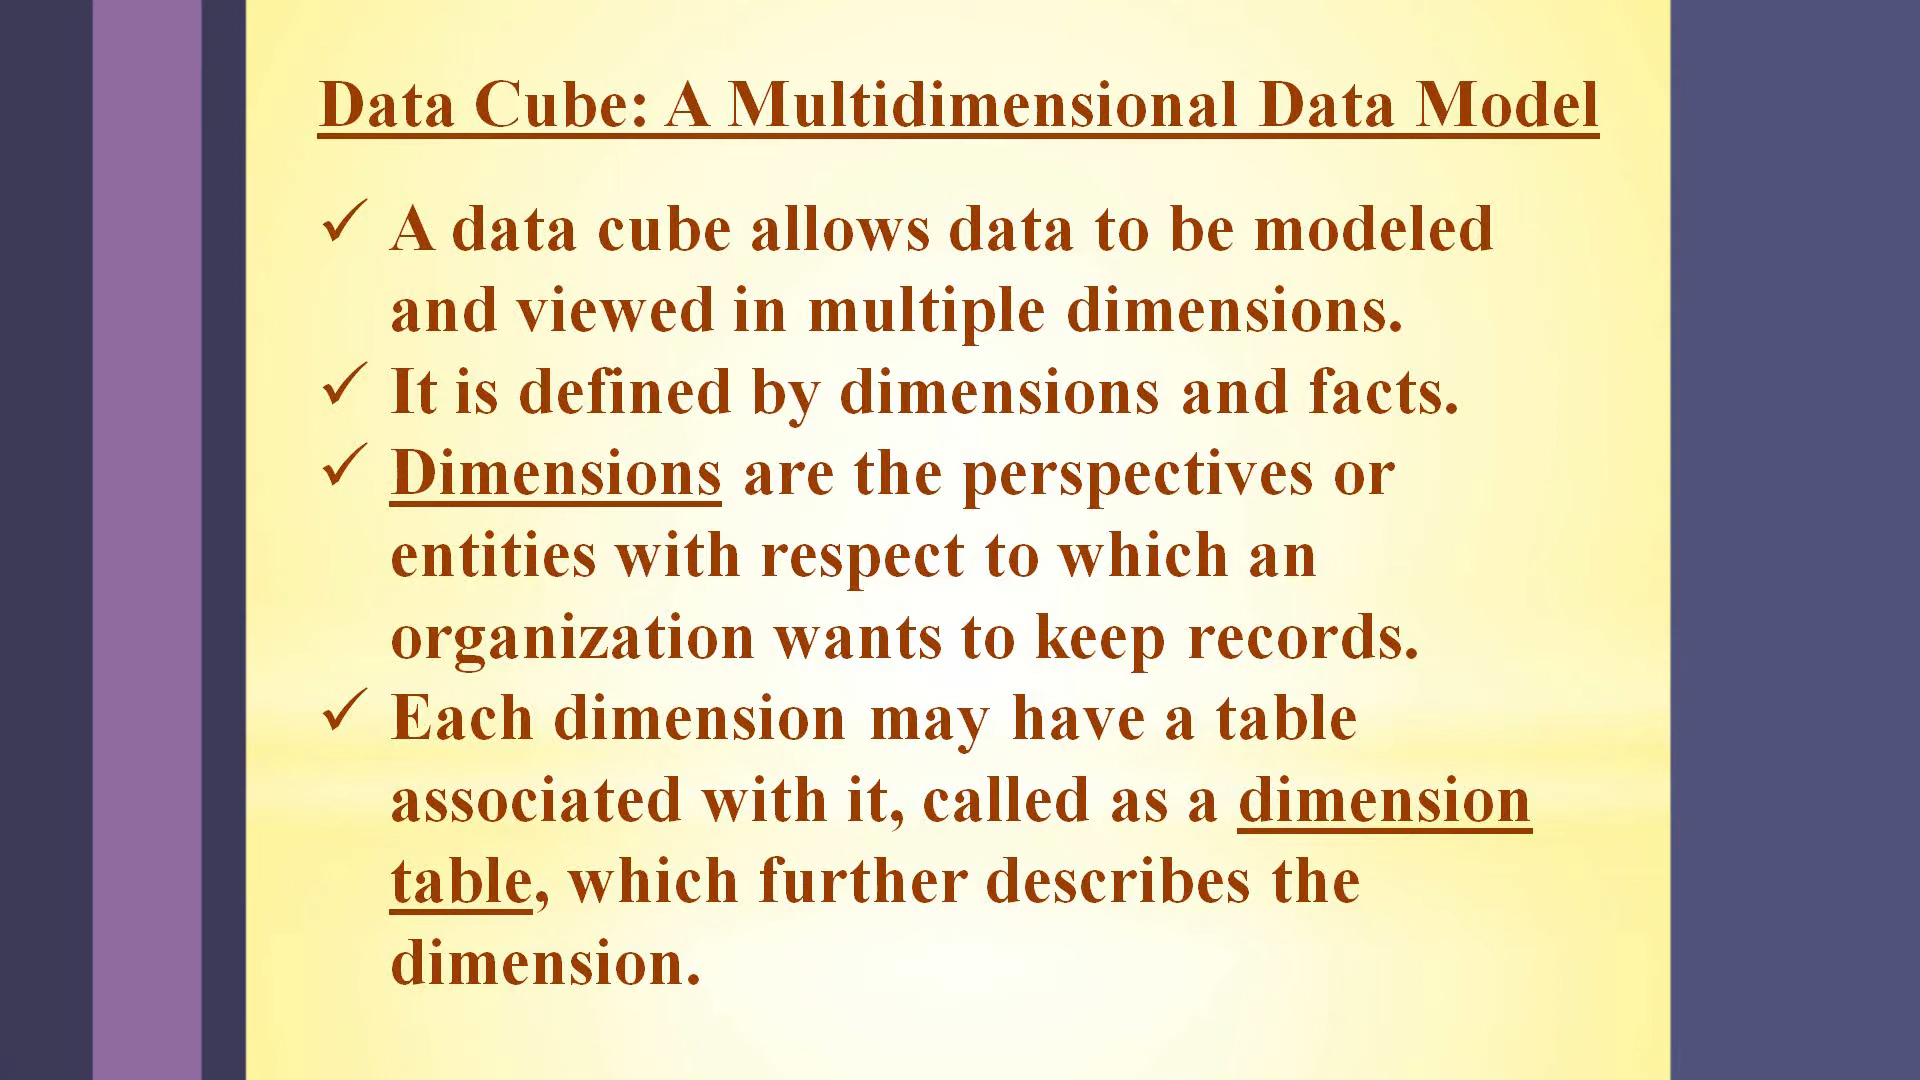 Data Cube: A Multidimensional Data Model
✓ A data cube allows data to be modeled
and viewed in multiple dimensions.
✓ It is defined by dimensions and facts.
✓ Dimensions are the perspectives or
entities with respect to which an
organization wants to keep records.
✓ Each dimension may have a table
associated with it, called as a dimension
table, which further describes the
dimension.